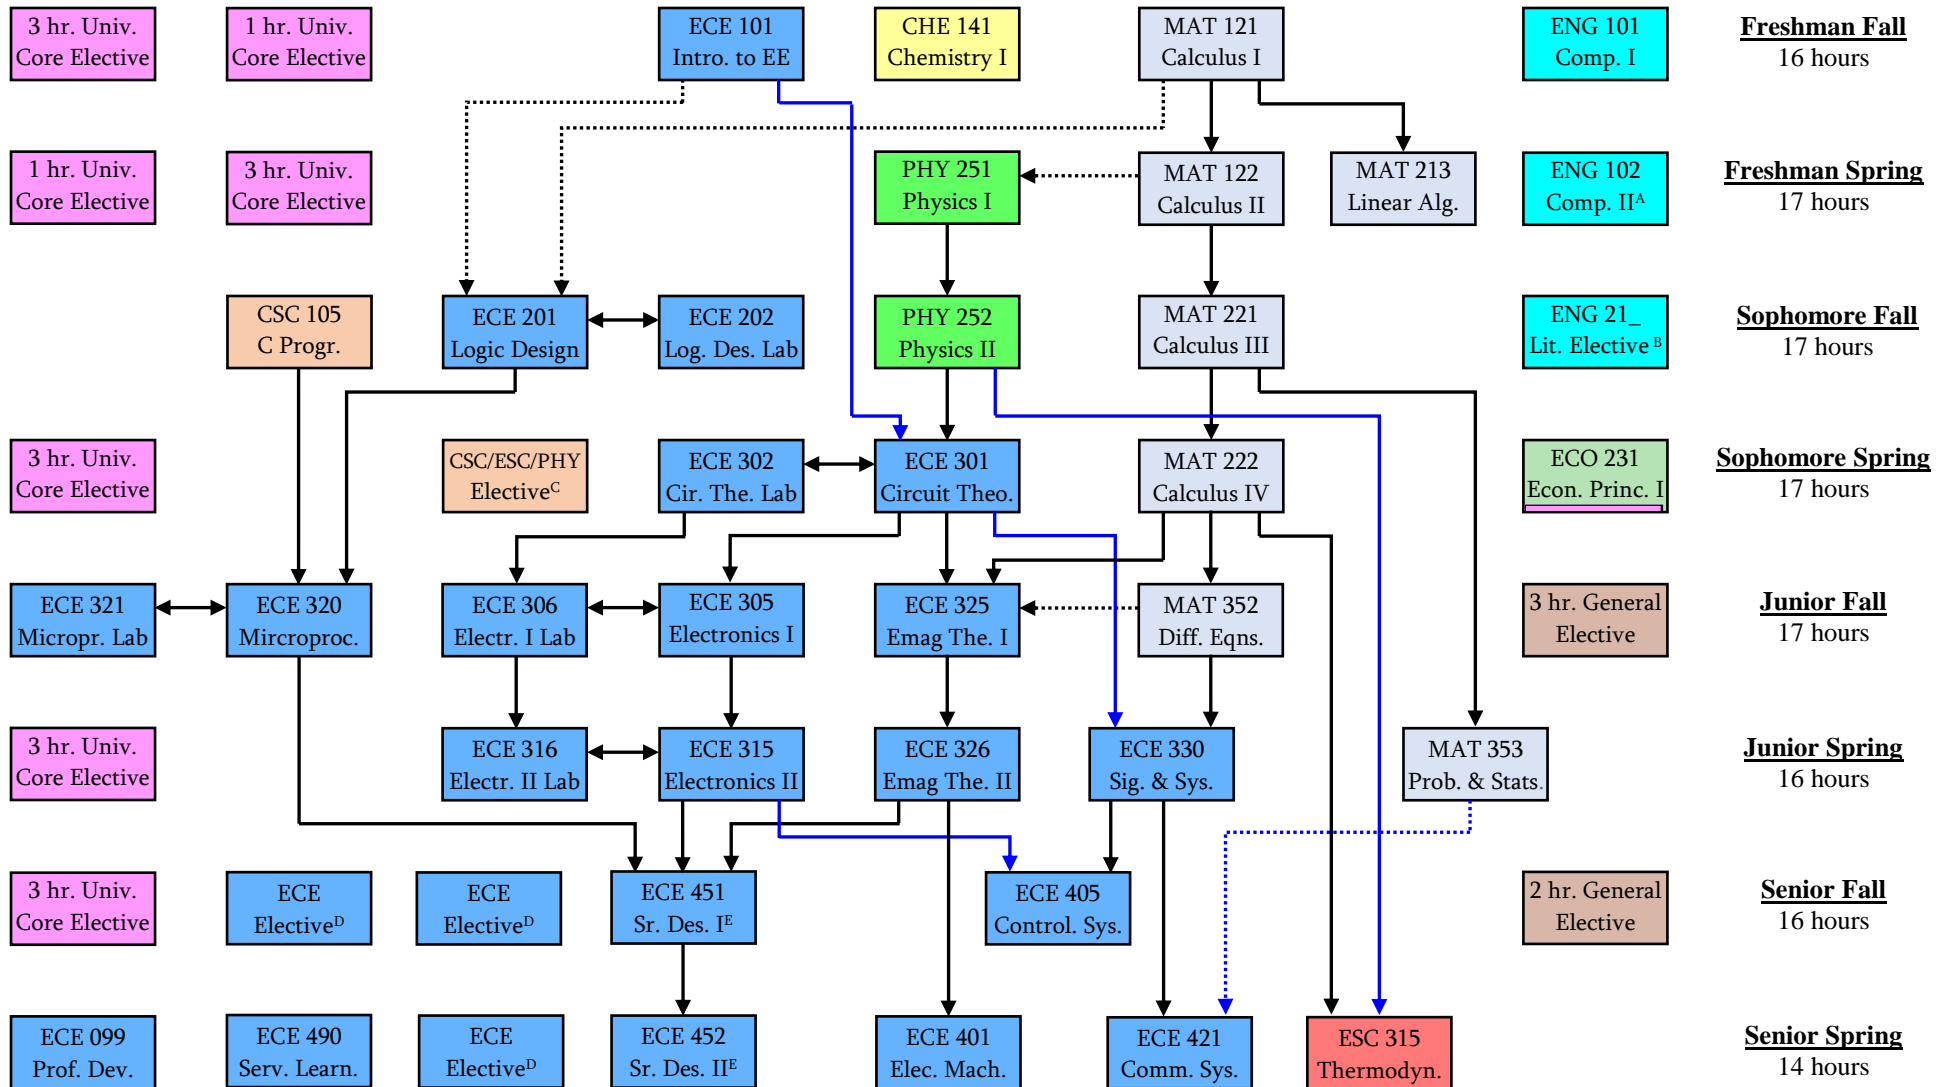 3 hr. Univ.
Core Elective
1 hr. Univ.
Core Elective
ECE 101
Intro. to EE
CHE 141
Chemistry I
MAT 121
Calculus I
ENG 101
Comp. I
Freshman Fall
16 hours
1 hr. Univ.
Core Elective
3 hr. Univ.
Core Elective
PHY 251
Physics I
MAT 122
Calculus II
MAT 213
Linear Alg.
ENG 102
Comp. IIᴬ
Freshman Spring
17 hours
CSC 105
C Progr.
ECE 201
Logic Design
ECE 202
Log. Des. Lab
PHY 252
Physics II
MAT 221
Calculus III
ENG 21_
Lit. Elective ᴮ
Sophomore Fall
17 hours
3 hr. Univ.
Core Elective
CSC/ESC/PHY
Electiveᶜ
ECE 302
Cir. The. Lab
ECE 301
Circuit Theo.
MAT 222
Calculus IV
ECO 231
Econ. Princ. I
Sophomore Spring
17 hours
ECE 321
Micropr. Lab
ECE 320
Mircroproc.
ECE 306
Electr. I Lab
ECE 305
Electronics I
ECE 325
Emag The. I
MAT 352
Diff. Eqns.
3 hr. General
Elective
Junior Fall
17 hours
3 hr. Univ.
Core Elective
ECE 316
Electr. II Lab
ECE 315
Electronics II
ECE 326
Emag The. II
ECE 330
Sig. & Sys.
MAT 353
Prob. & Stats.
Junior Spring
16 hours
3 hr. Univ.
Core Elective
ECE
Electiveᴰ
ECE
Electiveᴰ
ECE 451
Sr. Des. Iᴱ
ECE 405
Control. Sys.
2 hr. General
Elective
Senior Fall
16 hours
ECE 099
Prof. Dev.
ECE 490
Serv. Learn.
ECE
Electiveᴰ
ECE 452
Sr. Des. IIᴱ
ECE 401
Elec. Mach.
ECE 421
Comm. Sys.
ESC 315
Thermodyn.
Senior Spring
14 hours